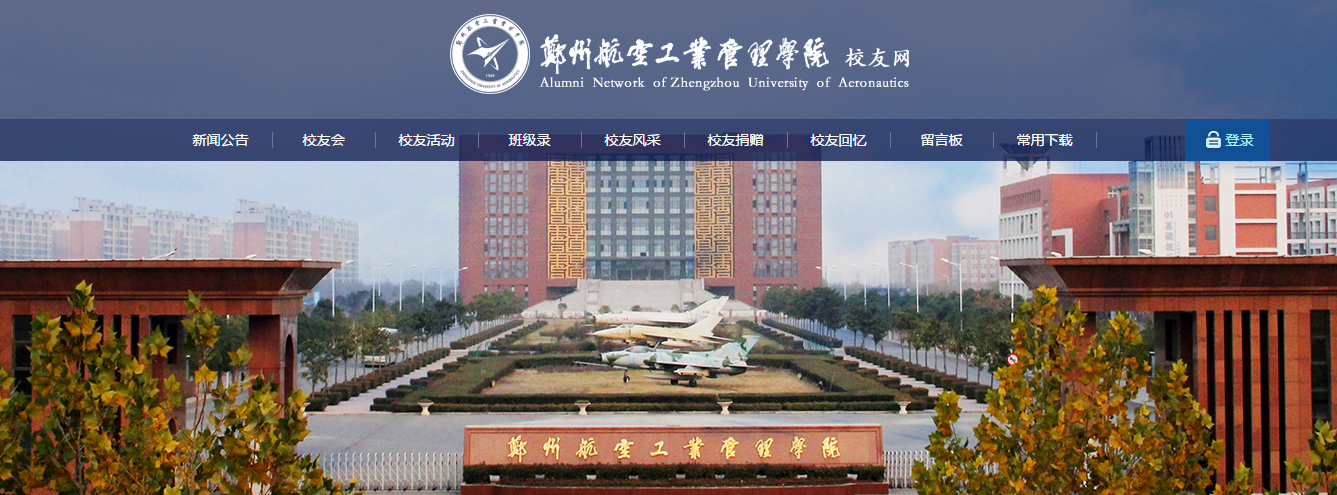 鄭州航空工業管理學院 校友网
Alumni Network of Zhengzhou University of Aeronautics
新闻公告 校友会 校友活动 班级录 校友风采 校友捐赠 校友回忆 留言板 常用下载 登录
01
基础
鄭州航空工業管理學院